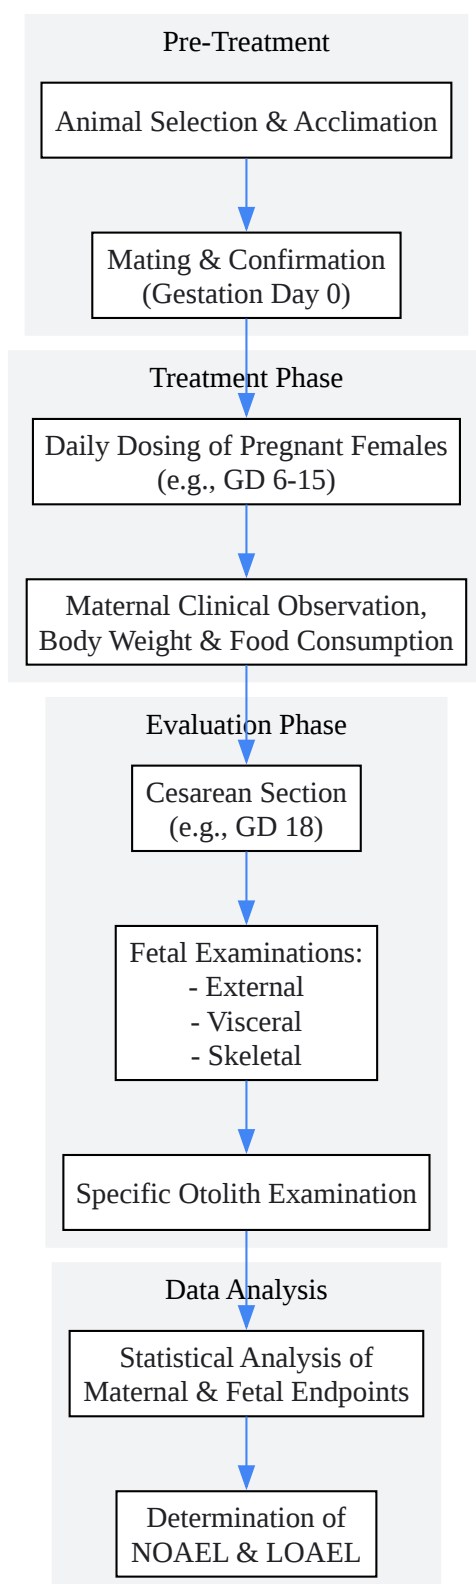 Pre-Treatment
Animal Selection & Acclimation
Mating & Confirmation
(Gestation Day 0)
Treatment Phase
Daily Dosing of Pregnant Females
(e.g., GD 6-15)
Maternal Clinical Observation,
Body Weight & Food Consumption
Evaluation Phase
Cesarean Section
(e.g., GD 18)
Fetal Examinations:
- External
- Visceral
- Skeletal
Specific Otolith Examination
Data Analysis
Statistical Analysis of
Maternal & Fetal Endpoints
Determination of
NOAEL & LOAEL